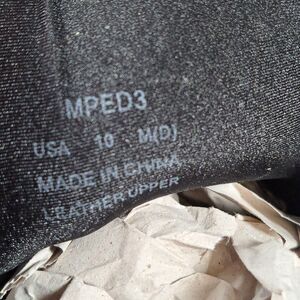 MPED3
USA 10 M(D)
MADE IN CHINA
LEATHER UPPER